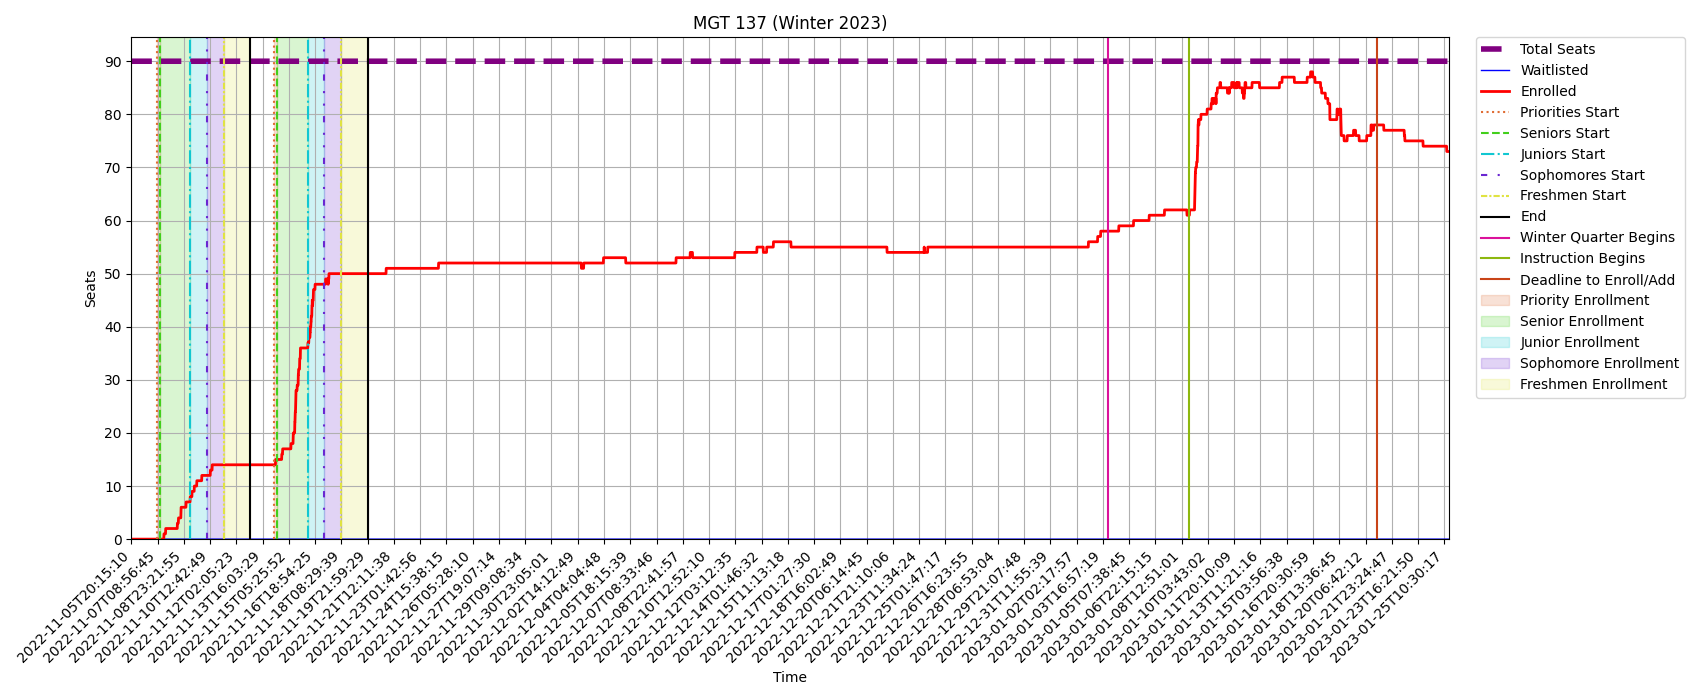 MGT 137 (Winter 2023)
90
80
70
60
50
40
30
20
10
0
Seats
2022-11-05T20:15:10
2022-11-07T08:56:45
2022-11-08T23:21:55
2022-11-10T12:42:49
2022-11-12T02:05:23
2022-11-13T16:03:29
2022-11-15T05:25:52
2022-11-16T18:54:25
2022-11-18T08:29:39
2022-11-19T21:59:29
2022-11-21T12:11:38
2022-11-23T01:42:56
2022-11-24T15:38:15
2022-11-26T05:28:10
2022-11-27T19:07:14
2022-11-29T09:08:34
2022-11-30T23:05:01
2022-12-02T14:12:49
2022-12-04T04:04:48
2022-12-05T18:15:39
2022-12-07T08:33:46
2022-12-08T22:41:57
2022-12-10T12:52:10
2022-12-12T03:12:35
2022-12-14T01:46:32
2022-12-15T11:13:18
2022-12-17T01:27:30
2022-12-18T16:02:49
2022-12-20T06:14:45
2022-12-21T21:10:06
2022-12-23T11:34:24
2022-12-25T01:47:17
2022-12-26T16:23:55
2022-12-28T06:53:04
2022-12-29T21:07:48
2022-12-31T11:55:39
2023-01-02T02:17:57
2023-01-03T16:57:19
2023-01-05T07:38:45
2023-01-06T22:15:15
2023-01-08T12:51:01
2023-01-10T03:43:02
2023-01-11T20:10:09
2023-01-13T11:21:16
2023-01-15T03:56:38
2023-01-16T20:30:59
2023-01-18T13:36:45
2023-01-20T06:42:12
2023-01-21T23:24:47
2023-01-23T16:21:50
2023-01-25T10:30:17
Time
Total Seats
Waitlisted
Enrolled
Priorities Start
Seniors Start
Juniors Start
Sophomores Start
Freshmen Start
End
Winter Quarter Begins
Instruction Begins
Deadline to Enroll/Add
Priority Enrollment
Senior Enrollment
Junior Enrollment
Sophomore Enrollment
Freshmen Enrollment